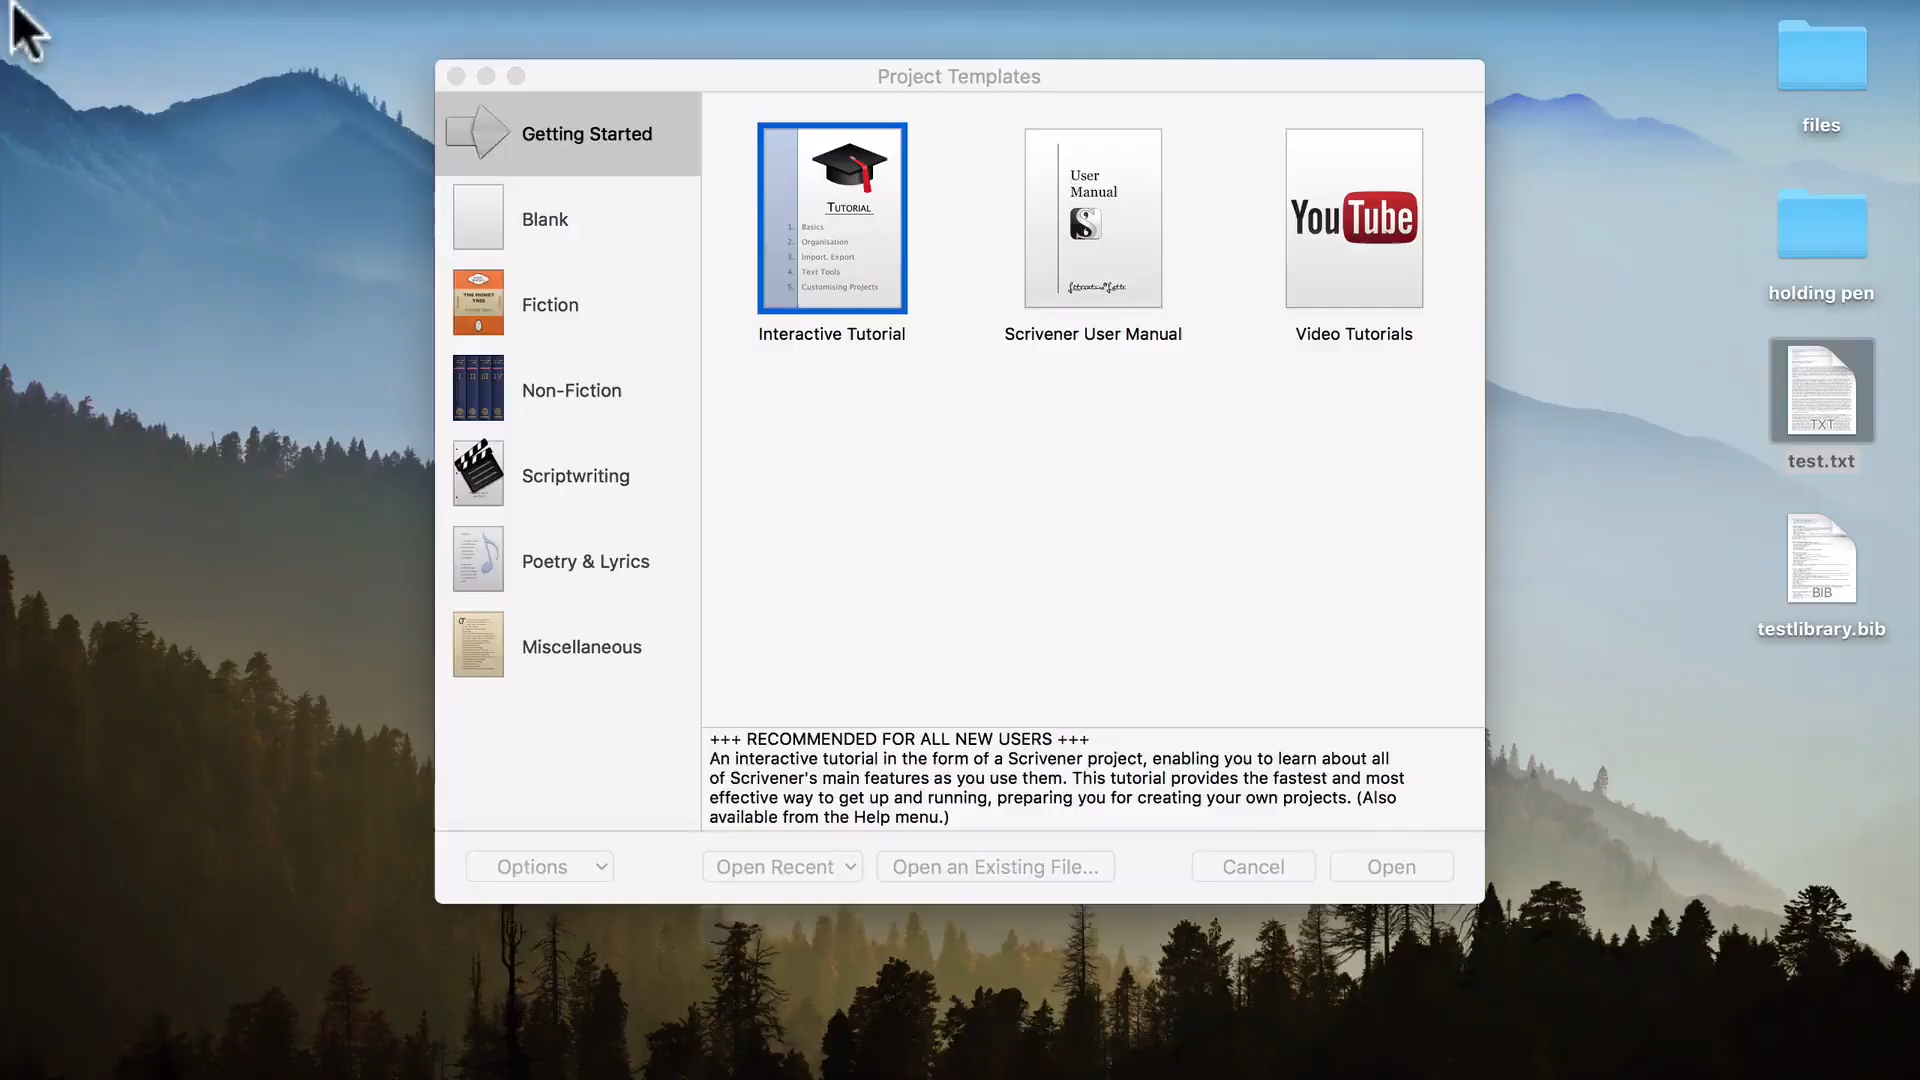 Project Templates
Getting Started
Blank
Fiction
Non-Fiction
Scriptwriting
Poetry & Lyrics
Miscellaneous
TUTORIAL
1. Basics
2. Organisation
3. Import, Export
4. Text Tools
5. Customising Projects
Interactive Tutorial
User
Manual
S
Scrivener User Manual
YouTube
Video Tutorials
THE MONEY
TREE
+++ RECOMMENDED FOR ALL NEW USERS +++
An interactive tutorial in the form of a Scrivener project, enabling you to learn about all
of Scrivener's main features as you use them. This tutorial provides the fastest and most
effective way to get up and running, preparing you for creating your own projects. (Also
available from the Help menu.)
Options
Open Recent
Open an Existing File...
Cancel
Open
files
holding pen
TXT
test.txt
BIB
testlibrary.bib